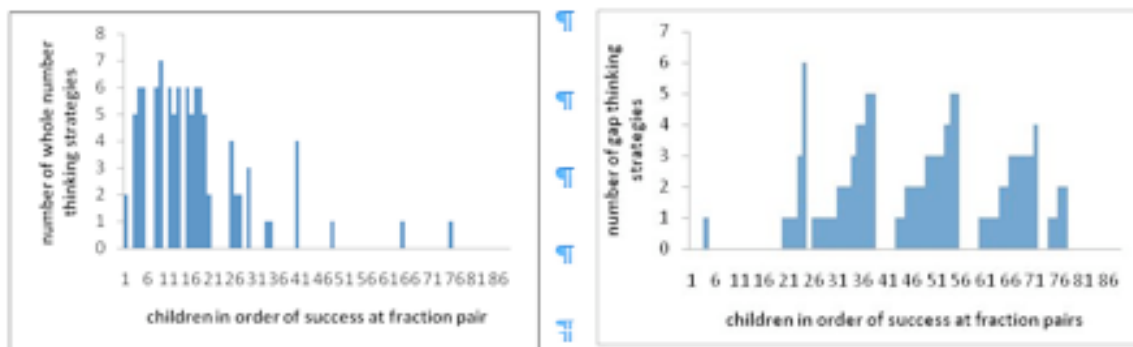 number of whole number
thinking strategies
8
7
6
5
4
3
2
1
0
1 6 11 16 21 26 31 36 41 46 51 56 61 66 71 76 81 86
children in order of success at fraction pair
¶
¶
¶
¶
¶
number of gap thinking
strategies
7
6
5
4
3
2
1
0
1 6 11 16 21 26 31 36 41 46 51 56 61 66 71 76 81 86
children in order of success at fraction pairs